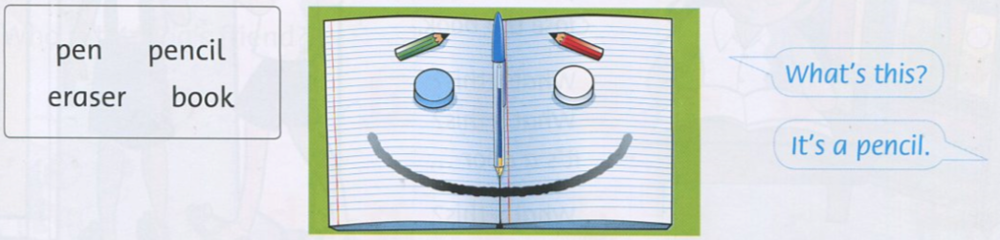 pen pencil
eraser book
What's this?
It's a pencil.